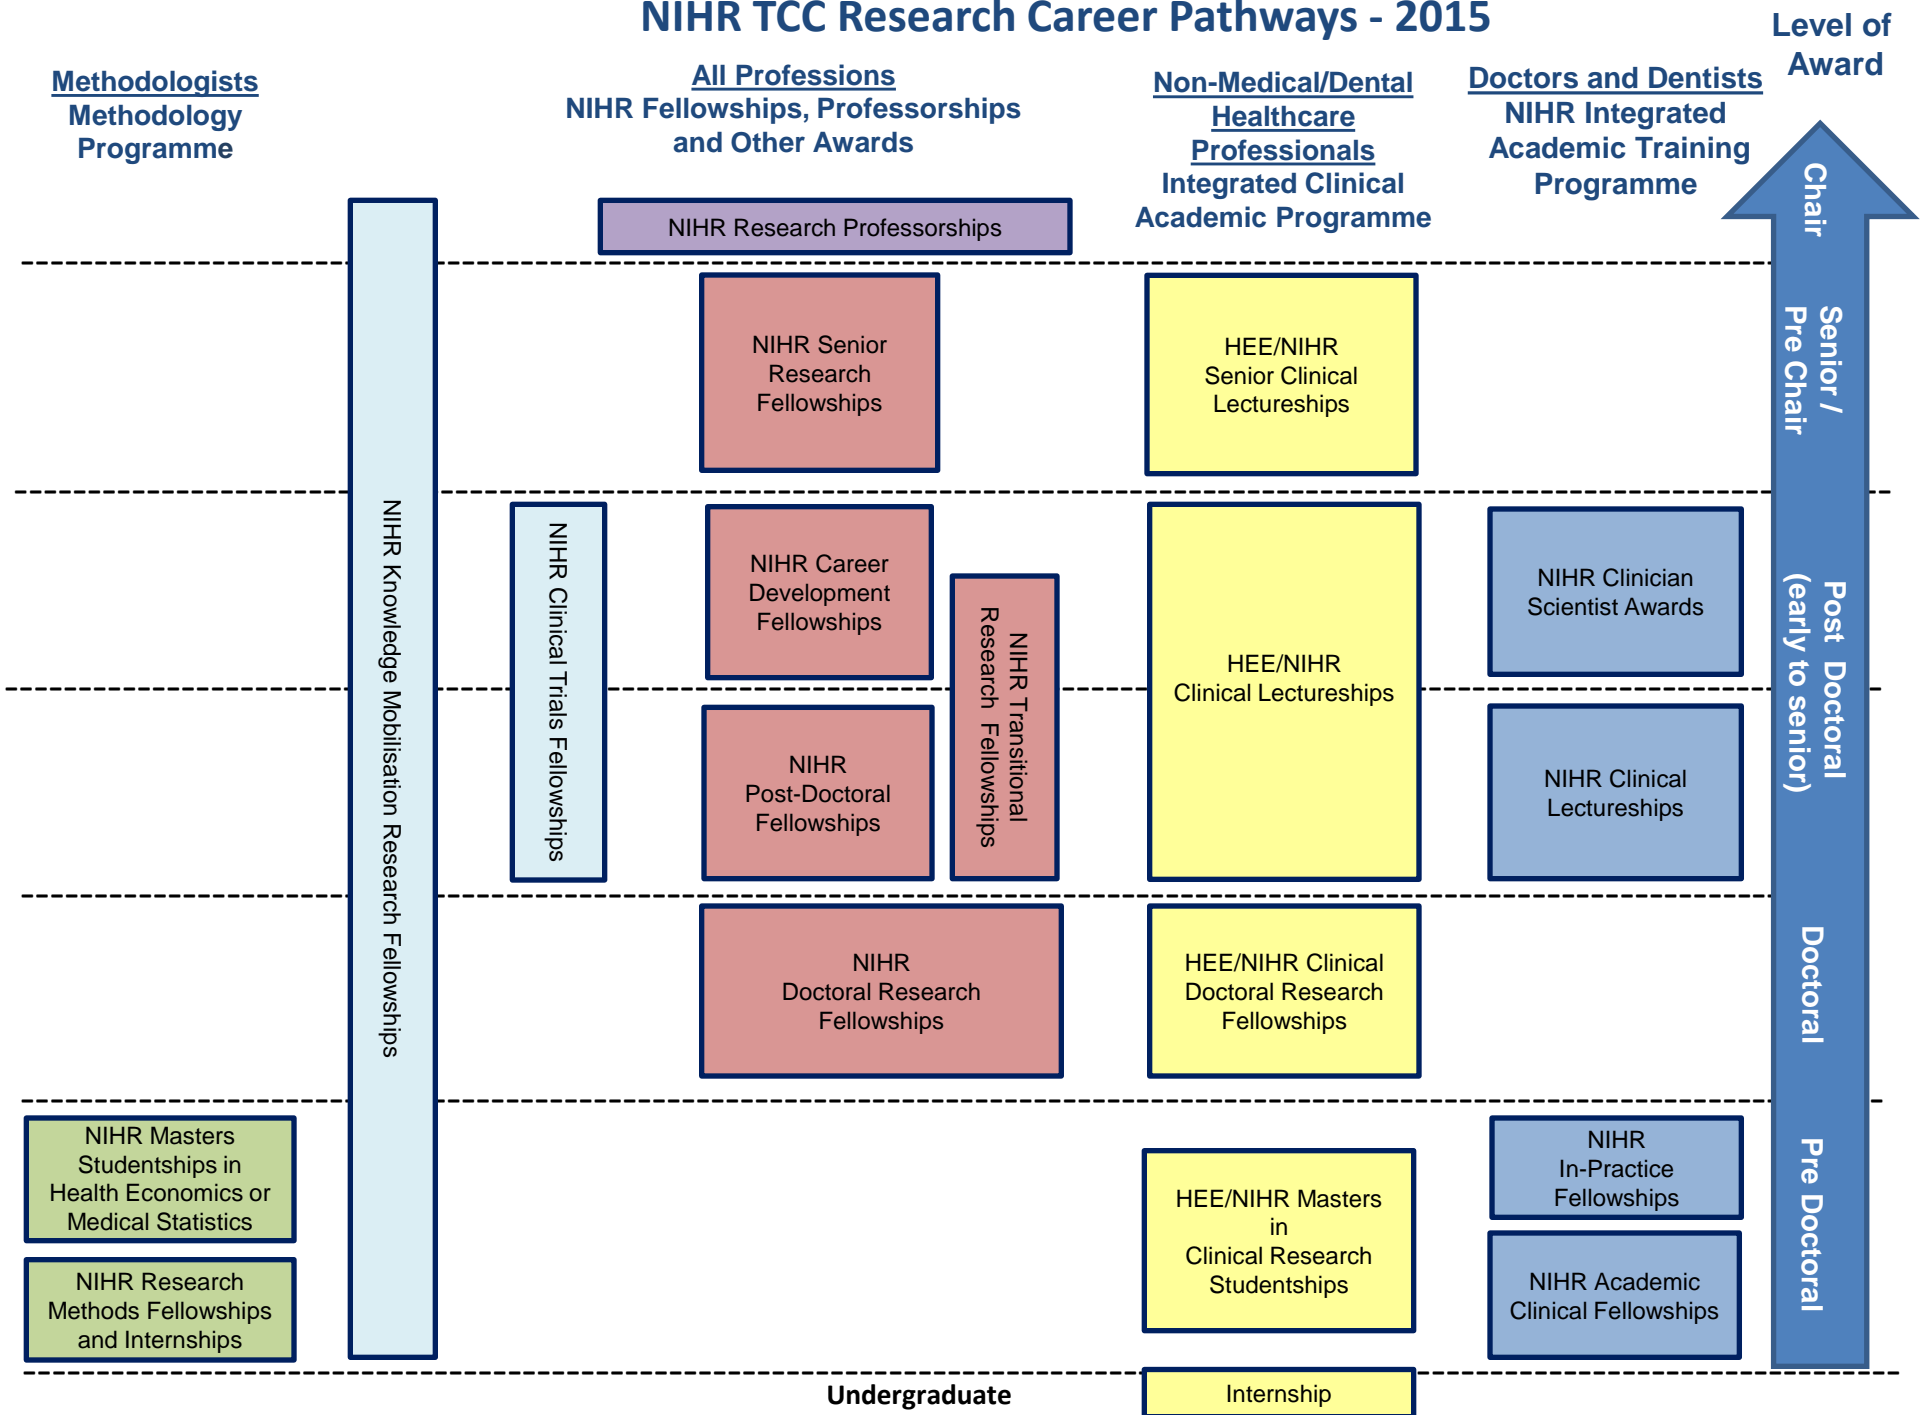 NIHR TCC Research Career Pathways - 2015
Level of
Award
Methodologists
Methodology
Programme
All Professions
NIHR Fellowships, Professorships
and Other Awards
Non-Medical/Dental
Healthcare
Professionals
Integrated Clinical
Academic Programme
Doctors and Dentists
NIHR Integrated
Academic Training
Programme
Chair
NIHR Research Professorships
NIHR Knowledge Mobilisation Research Fellowships
NIHR Senior
Research
Fellowships
HEE/NIHR
Senior Clinical
Lectureships
Senior /
Pre Chair
NIHR Clinical Trials Fellowships
NIHR Career
Development
Fellowships
NIHR Transitional
Research Fellowships
HEE/NIHR
Clinical Lectureships
NIHR Clinician
Scientist Awards
Post Doctoral
(early to senior)
NIHR
Post-Doctoral
Fellowships
NIHR Clinical
Lectureships
NIHR
Doctoral Research
Fellowships
HEE/NIHR Clinical
Doctoral Research
Fellowships
Doctoral
NIHR Masters
Studentships in
Health Economics or
Medical Statistics
NIHR Research
Methods Fellowships
and Internships
HEE/NIHR Masters
in
Clinical Research
Studentships
NIHR
In-Practice
Fellowships
NIHR Academic
Clinical Fellowships
Pre Doctoral
Undergraduate
Internship